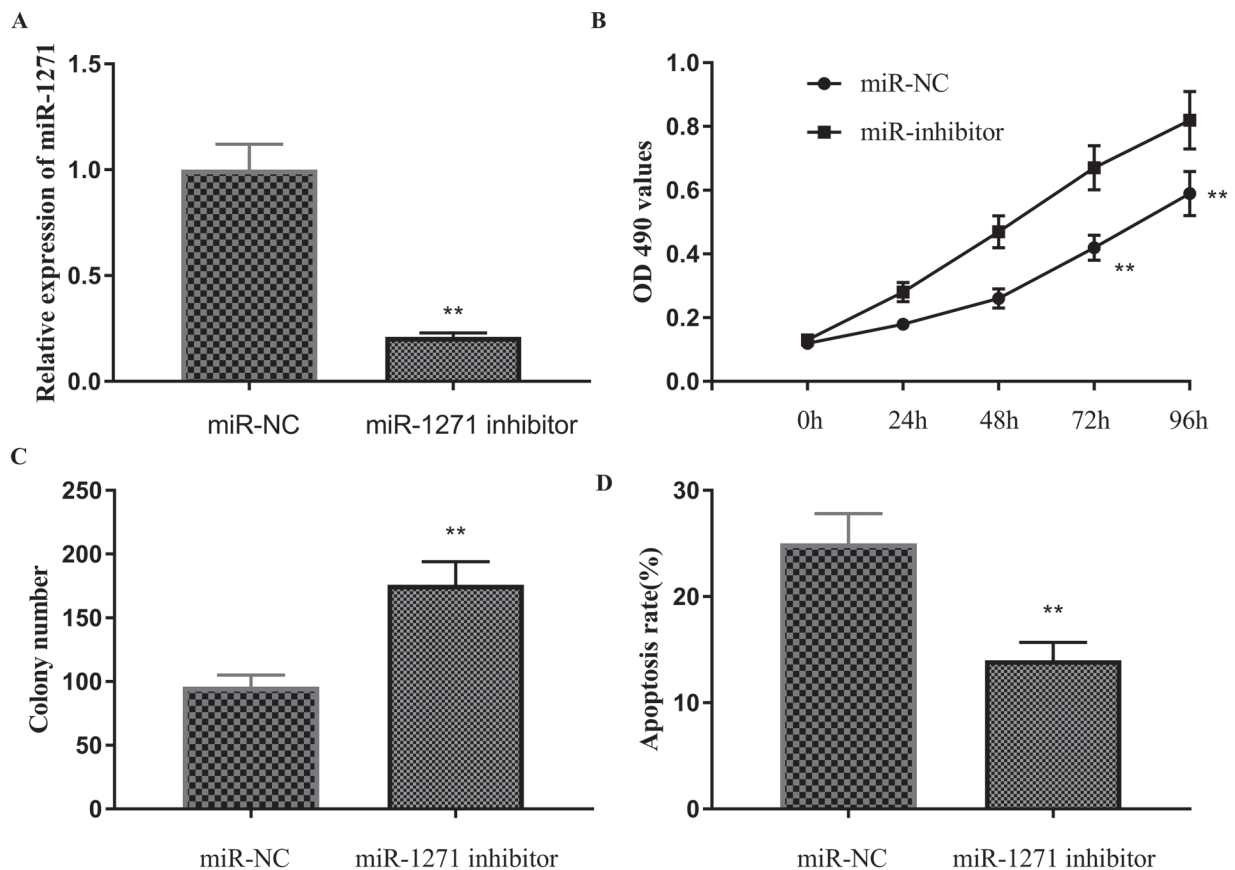 A
Relative expression of miR-1271
1.5
1.0
0.5
0.0
**
miR-NC
miR-1271 inhibitor
B
OD 490 values
1.0
0.8
0.6
0.4
0.2
0.0
miR-NC
miR-inhibitor
**
**
0h
24h
48h
72h
96h
C
Colony number
250
200
150
100
50
0
**
miR-NC
miR-1271 inhibitor
D
Apoptosis rate(%)
30
20
10
0
**
miR-NC
miR-1271 inhibitor